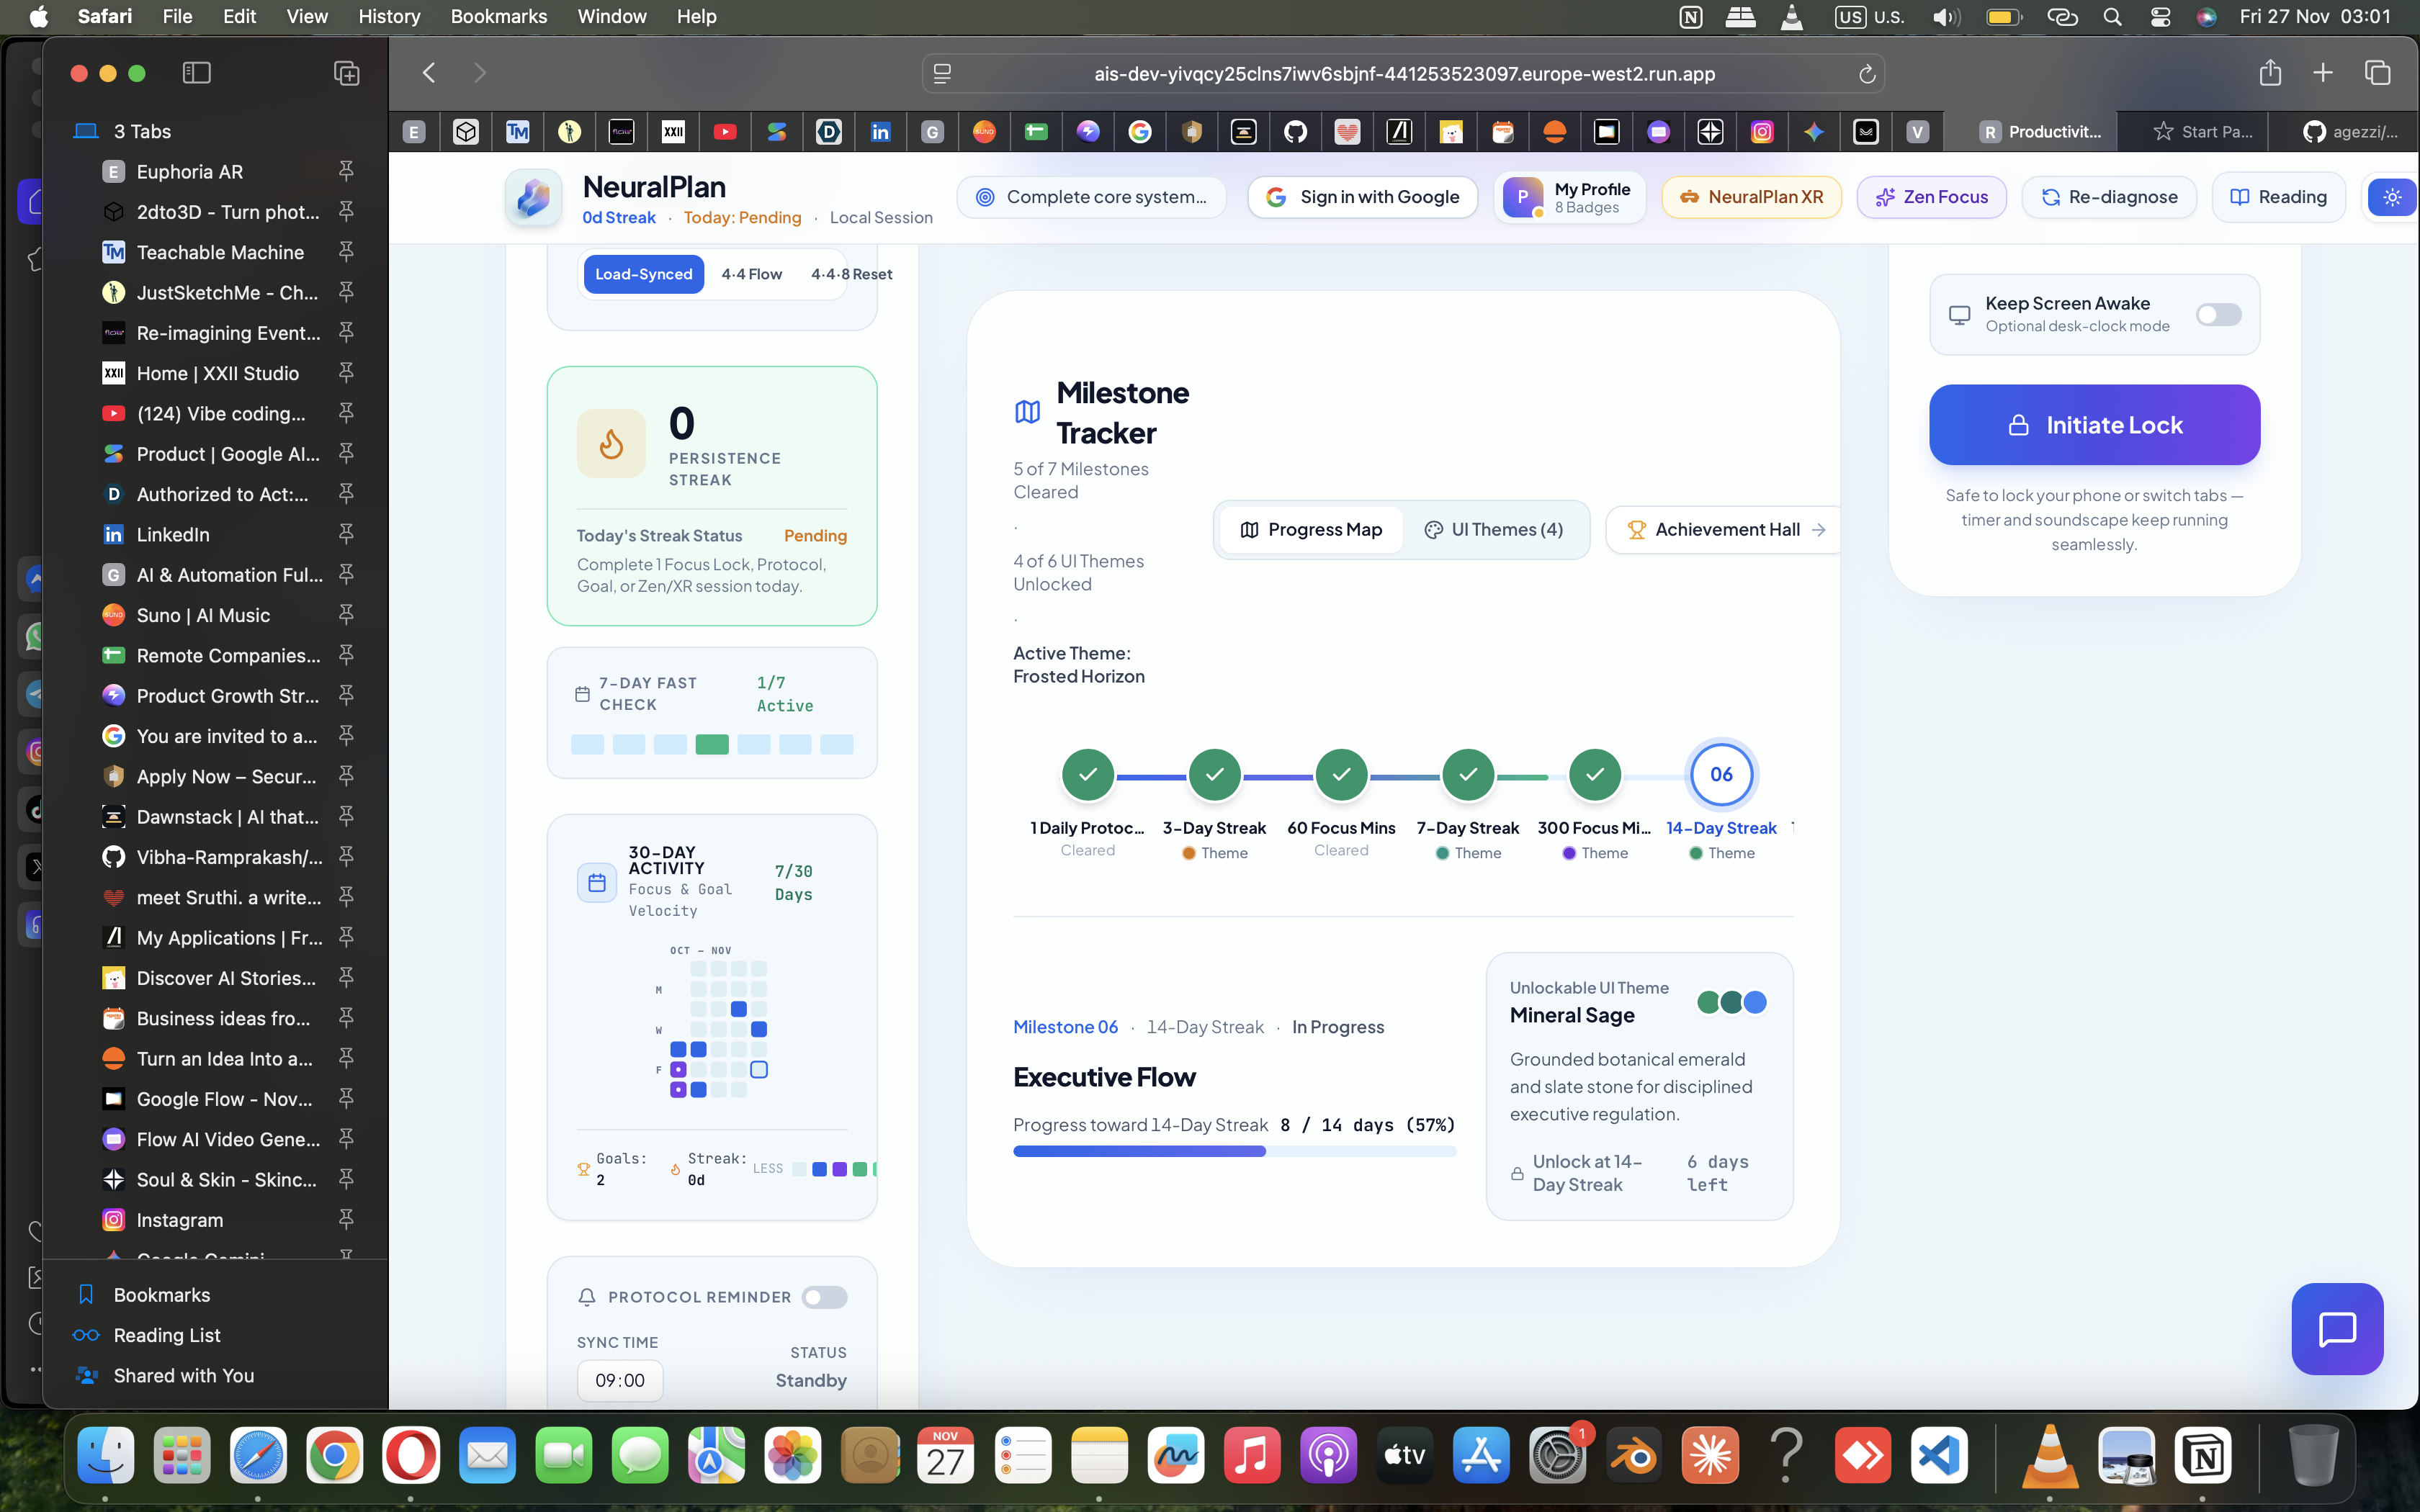 Safari File Edit View History Bookmarks Window Help
US U.S.
Fri 27 Nov 03:01
3 Tabs
Euphoria AR
2dto3D - Turn phot...
Teachable Machine
JustSketchMe - Ch...
Re-imagining Event...
Home | XXII Studio
(124) Vibe coding...
Product | Google AI...
Authorized to Act:...
LinkedIn
AI & Automation Ful...
Suno | AI Music
Remote Companies...
Product Growth Str...
You are invited to a...
Apply Now – Secur...
Dawnstack | AI that...
Vibha-Ramprakash/...
meet Sruthi. a write...
My Applications | Fr...
Discover AI Stories...
Business ideas fro...
Turn an Idea Into a...
Google Flow - Nov...
Flow AI Video Gene...
Soul & Skin - Skinc...
Instagram
Google Gemini
Bookmarks
Reading List
Shared with You
ais-dev-yivqcy25clns7iwv6sbjnf-441253523097.europe-west2.run.app
Productivit...
Start Pa...
agezzi/...
NeuralPlan
0d Streak · Today: Pending · Local Session
Complete core system...
Sign in with Google
P
My Profile
8 Badges
NeuralPlan XR
Zen Focus
Re-diagnose
Reading
Load-Synced
4·4 Flow
4·4·8 Reset
0
PERSISTENCE
STREAK
Today's Streak Status Pending
Complete 1 Focus Lock, Protocol,
Goal, or Zen/XR session today.
7-DAY FAST
CHECK
1/7
Active
30-DAY
ACTIVITY
Focus & Goal
Velocity
7/30
Days
OCT – NOV
M
W
F
Goals:
2
Streak:
0d
LESS
PROTOCOL REMINDER
SYNC TIME
09:00
STATUS
Standby
Milestone
Tracker
5 of 7 Milestones
Cleared
·
4 of 6 UI Themes
Unlocked
·
Active Theme:
Frosted Horizon
Progress Map
UI Themes (4)
Achievement Hall
06
1 Daily Protoc...
Cleared
3-Day Streak
Theme
60 Focus Mins
Cleared
7-Day Streak
Theme
300 Focus Mi...
Theme
14-Day Streak
Theme
Milestone 06 · 14-Day Streak · In Progress
Executive Flow
Progress toward 14-Day Streak 8 / 14 days (57%)
Unlockable UI Theme
Mineral Sage
Grounded botanical emerald
and slate stone for disciplined
executive regulation.
Unlock at 14-
Day Streak
6 days
left
Keep Screen Awake
Optional desk-clock mode
Initiate Lock
Safe to lock your phone or switch tabs —
timer and soundscape keep running
seamlessly.
NOV
27
tv
1